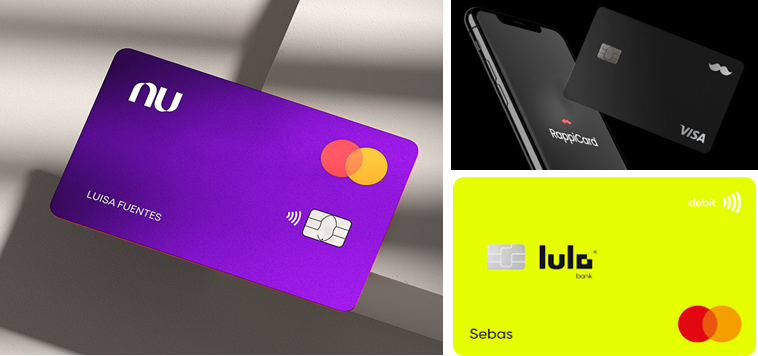 nu
LUISA FUENTES
RappiCard
VISA
debit
lulo
bank
Sebas